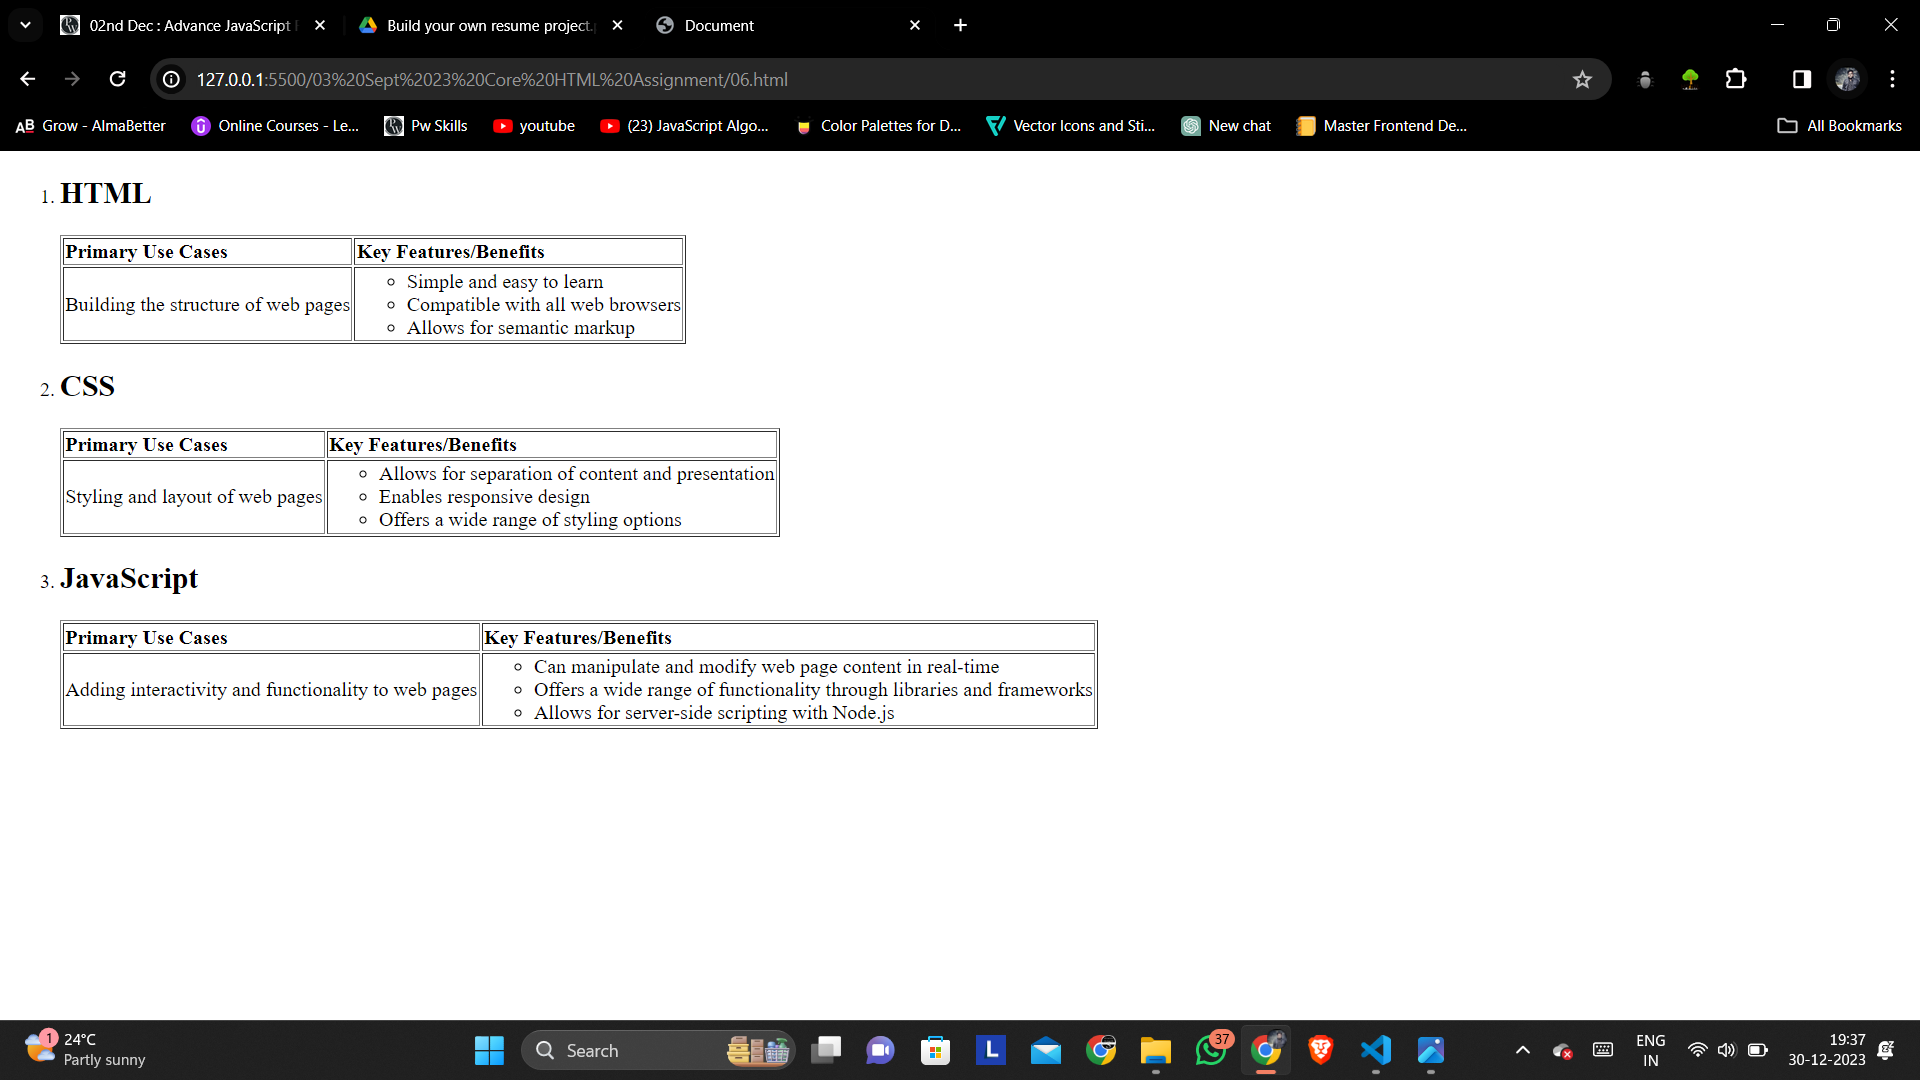 02nd Dec : Advance JavaScript
Build your own resume project.
Document
127.0.0.1:5500/03%20Sept%2023%20Core%20HTML%20Assignment/06.html
AB Grow - AlmaBetter
Online Courses - Le...
Pw Skills
youtube
(23) JavaScript Algo...
Color Palettes for D...
Vector Icons and Sti...
New chat
Master Frontend De...
All Bookmarks
1. HTML
Primary Use Cases Key Features/Benefits
Building the structure of web pages
Simple and easy to learn
Compatible with all web browsers
Allows for semantic markup
2. CSS
Primary Use Cases Key Features/Benefits
Styling and layout of web pages
Allows for separation of content and presentation
Enables responsive design
Offers a wide range of styling options
3. JavaScript
Primary Use Cases Key Features/Benefits
Adding interactivity and functionality to web pages
Can manipulate and modify web page content in real-time
Offers a wide range of functionality through libraries and frameworks
Allows for server-side scripting with Node.js
1
24°C
Partly sunny
Search
L
37
ENG
IN
19:37
30-12-2023